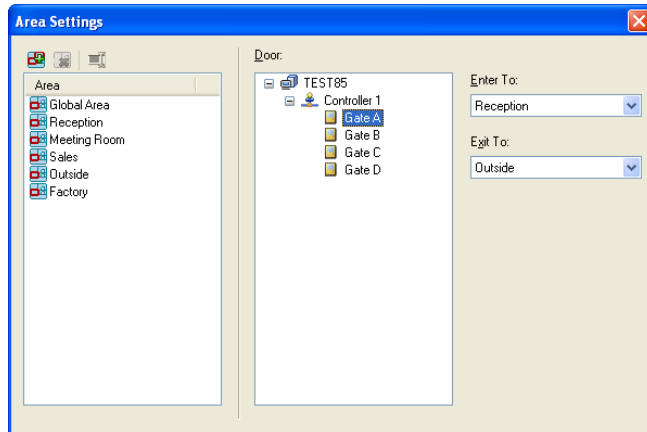 Area Settings
Area
Global Area
Reception
Meeting Room
Sales
Outside
Factory
Door:
TEST85
Controller 1
Gate A
Gate B
Gate C
Gate D
Enter To:
Reception
Exit To:
Outside